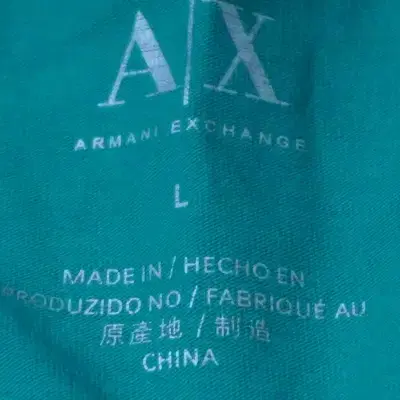 A|X
ARMANI EXCHANGE
L
MADE IN / HECHO EN
PRODUZIDO NO / FABRIQUÉ AU
原產地 / 制造
CHINA